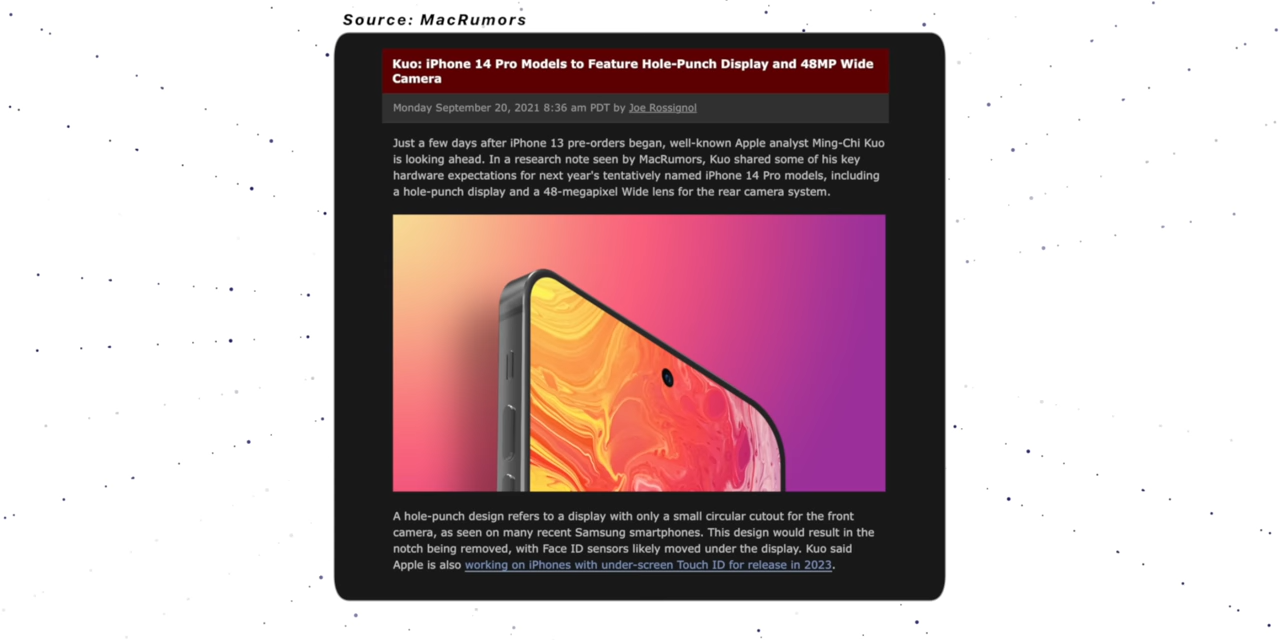 Source: MacRumors
Kuo: iPhone 14 Pro Models to Feature Hole-Punch Display and 48MP Wide
Camera
Monday September 20, 2021 8:36 am PDT by Joe Rossignol
Just a few days after iPhone 13 pre-orders began, well-known Apple analyst Ming-Chi Kuo
is looking ahead. In a research note seen by MacRumors, Kuo shared some of his key
hardware expectations for next year's tentatively named iPhone 14 Pro models, including
a hole-punch display and a 48-megapixel Wide lens for the rear camera system.
A hole-punch design refers to a display with only a small circular cutout for the front
camera, as seen on many recent Samsung smartphones. This design would result in the
notch being removed, with Face ID sensors likely moved under the display. Kuo said
Apple is also working on iPhones with under-screen Touch ID for release in 2023.